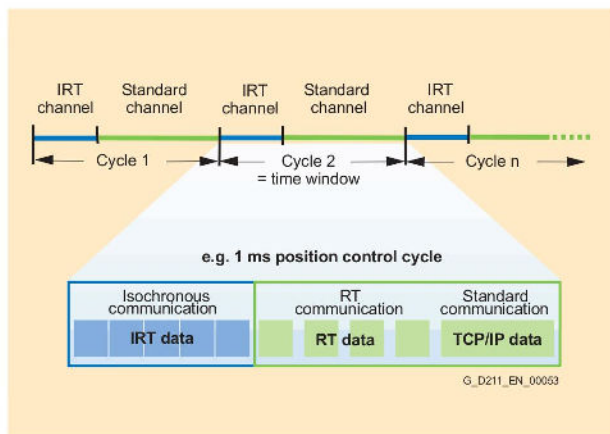 IRT channel Standard channel IRT channel Standard channel IRT channel
Cycle 1 Cycle 2 Cycle n
= time window
e.g. 1 ms position control cycle
Isochronous communication RT communication Standard communication
IRT data RT data TCP/IP data
G_D211_EN_00053